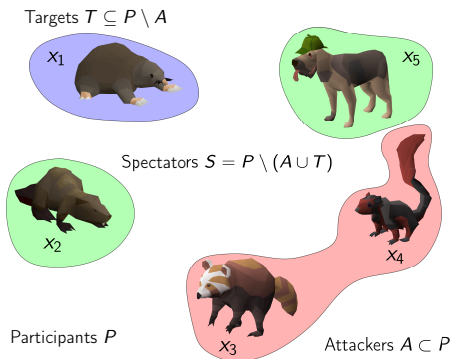 Targets T ⊆ P \ A
x₁
x₅
Spectators S = P \ (A ∪ T)
x₂
x₄
x₃
Participants P
Attackers A ⊂ P